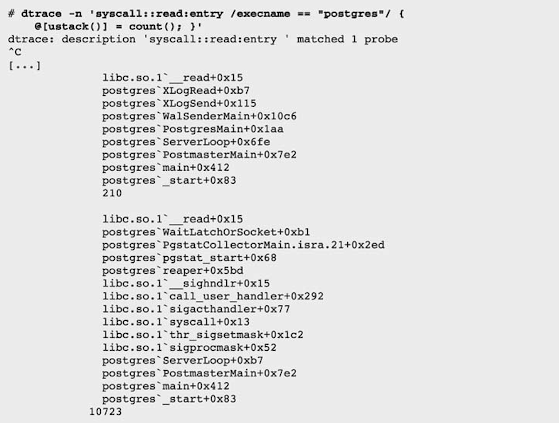 # dtrace -n 'syscall::read:entry /execname == "postgres"/ {
@[ustack()] = count(); }'
dtrace: description 'syscall::read:entry ' matched 1 probe
^C
[...]
libc.so.1`__read+0x15
postgres`XLogRead+0xb7
postgres`XLogSend+0x115
postgres`WalSenderMain+0x10c6
postgres`PostgresMain+0x1aa
postgres`ServerLoop+0x6fe
postgres`PostmasterMain+0x7e2
postgres`main+0x412
postgres`_start+0x83
210
libc.so.1`__read+0x15
postgres`WaitLatchOrSocket+0xb1
postgres`PgstatCollectorMain.isra.21+0x2ed
postgres`pgstat_start+0x68
postgres`reaper+0x5bd
libc.so.1`__sighndlr+0x15
libc.so.1`call_user_handler+0x292
libc.so.1`sigacthandler+0x77
libc.so.1`syscall+0x13
libc.so.1`thr_sigsetmask+0x1c2
libc.so.1`sigprocmask+0x52
postgres`ServerLoop+0xb7
postgres`PostmasterMain+0x7e2
postgres`main+0x412
postgres`_start+0x83
10723